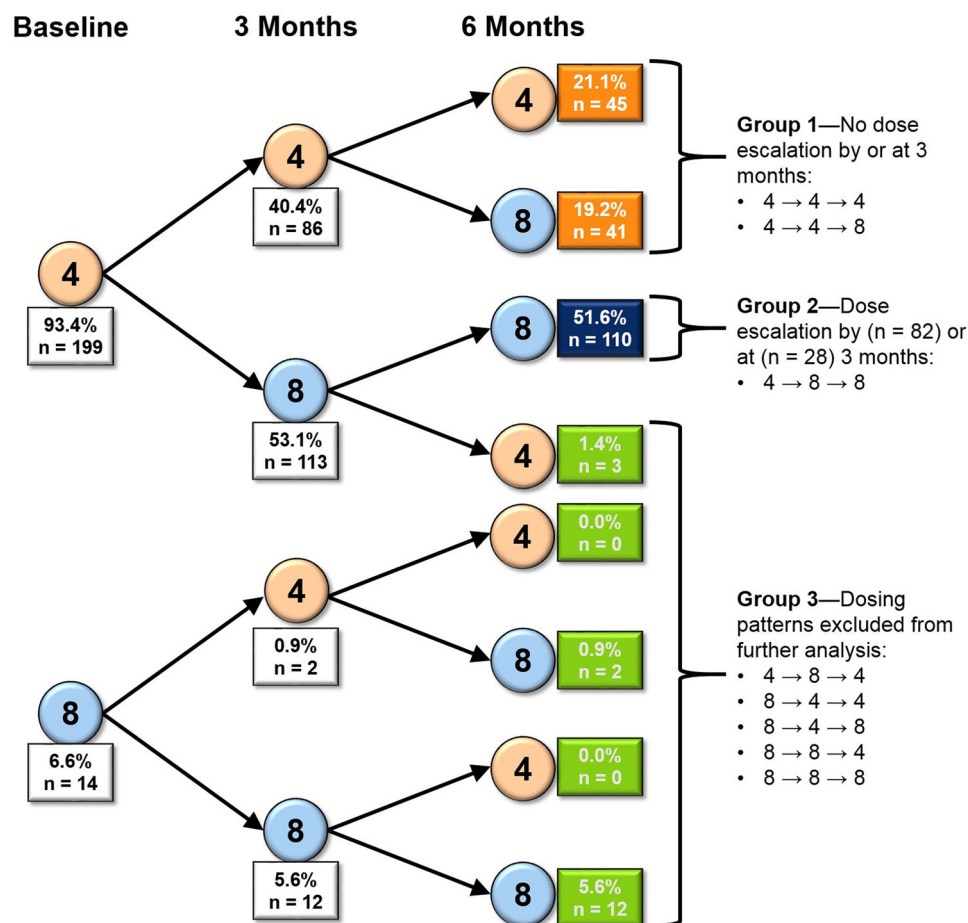 Baseline
3 Months
6 Months
4
93.4%
n = 199
4
40.4%
n = 86
4
21.1%
n = 45
8
19.2%
n = 41
8
53.1%
n = 113
8
51.6%
n = 110
4
1.4%
n = 3
8
6.6%
n = 14
4
0.9%
n = 2
4
0.0%
n = 0
8
0.9%
n = 2
8
5.6%
n = 12
4
0.0%
n = 0
8
5.6%
n = 12
Group 1—No dose
escalation by or at 3
months:
• 4 → 4 → 4
• 4 → 4 → 8
Group 2—Dose
escalation by (n = 82) or
at (n = 28) 3 months:
• 4 → 8 → 8
Group 3—Dosing
patterns excluded from
further analysis:
• 4 → 8 → 4
• 8 → 4 → 4
• 8 → 4 → 8
• 8 → 8 → 4
• 8 → 8 → 8